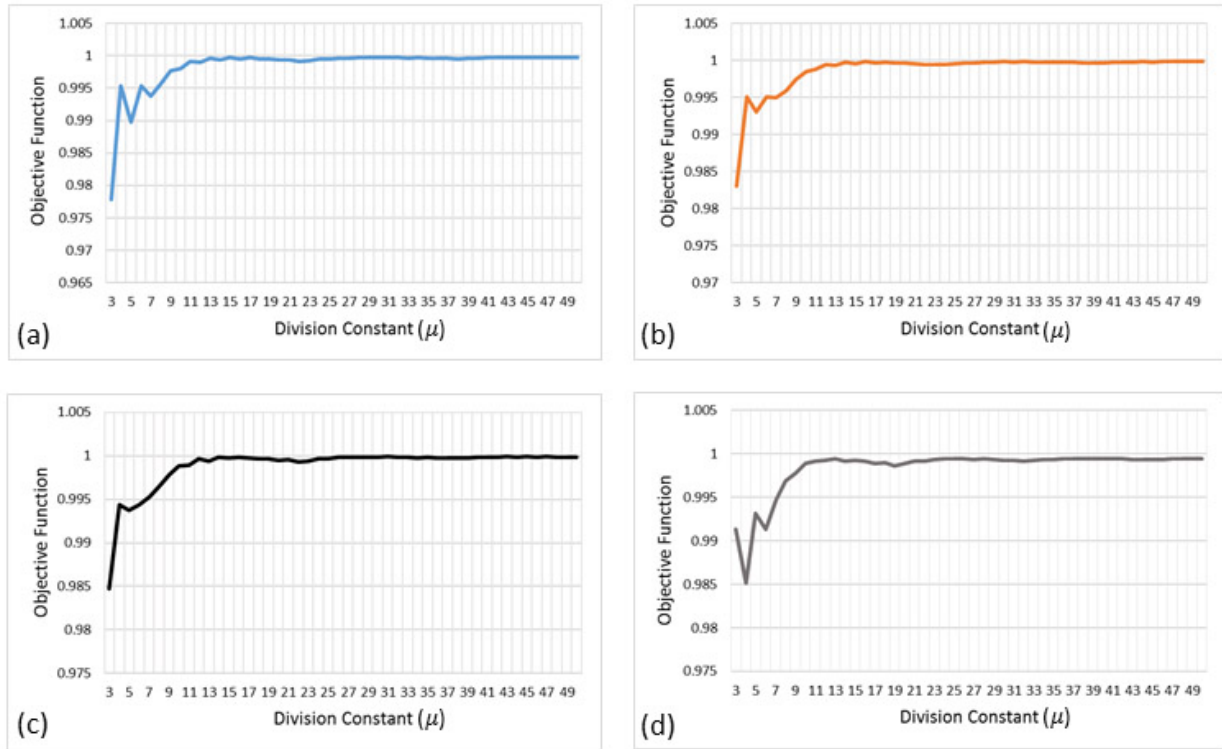 1.005
1
0.995
0.99
0.985
0.98
0.975
0.97
0.965
Objective Function
3 5 7 9 11 13 15 17 19 21 23 25 27 29 31 33 35 37 39 41 43 45 47 49
Division Constant (μ)
(a)
1.005
1
0.995
0.99
0.985
0.98
0.975
0.97
Objective Function
3 5 7 9 11 13 15 17 19 21 23 25 27 29 31 33 35 37 39 41 43 45 47 49
Division Constant (μ)
(b)
1.005
1
0.995
0.99
0.985
0.98
0.975
Objective Function
3 5 7 9 11 13 15 17 19 21 23 25 27 29 31 33 35 37 39 41 43 45 47 49
Division Constant (μ)
(c)
1.005
1
0.995
0.99
0.985
0.98
0.975
Objective Function
3 5 7 9 11 13 15 17 19 21 23 25 27 29 31 33 35 37 39 41 43 45 47 49
Division Constant (μ)
(d)